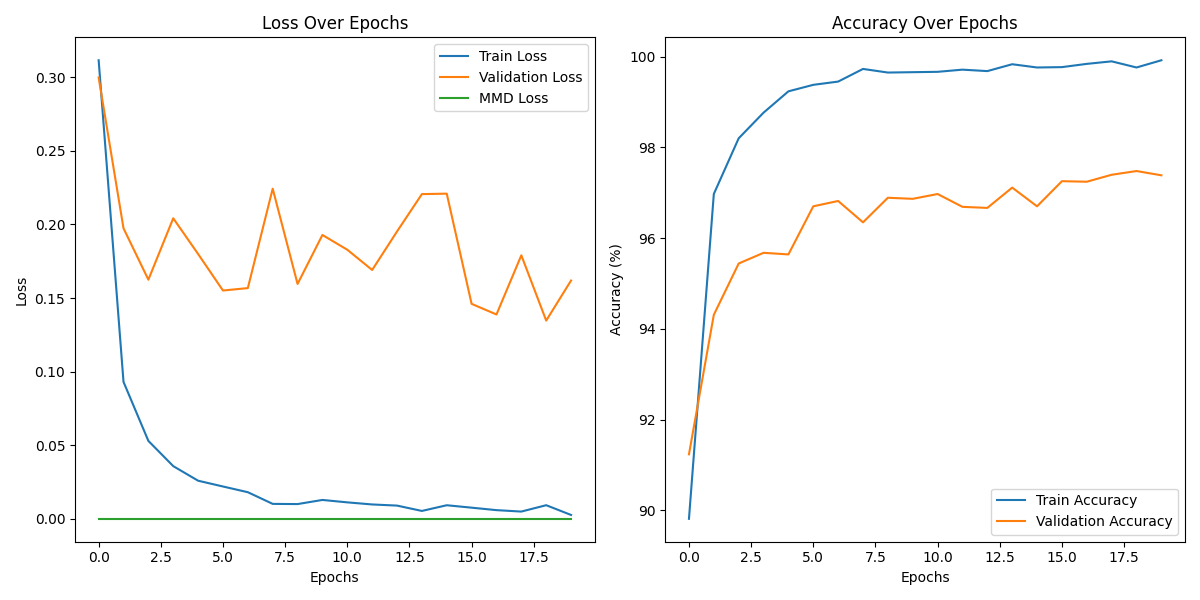 Loss Over Epochs
Train Loss
Validation Loss
MMD Loss
0.30
0.25
0.20
0.15
0.10
0.05
0.00
Loss
0.0 2.5 5.0 7.5 10.0 12.5 15.0 17.5
Epochs
Accuracy Over Epochs
100
98
96
94
92
90
Accuracy (%)
Train Accuracy
Validation Accuracy
0.0 2.5 5.0 7.5 10.0 12.5 15.0 17.5
Epochs